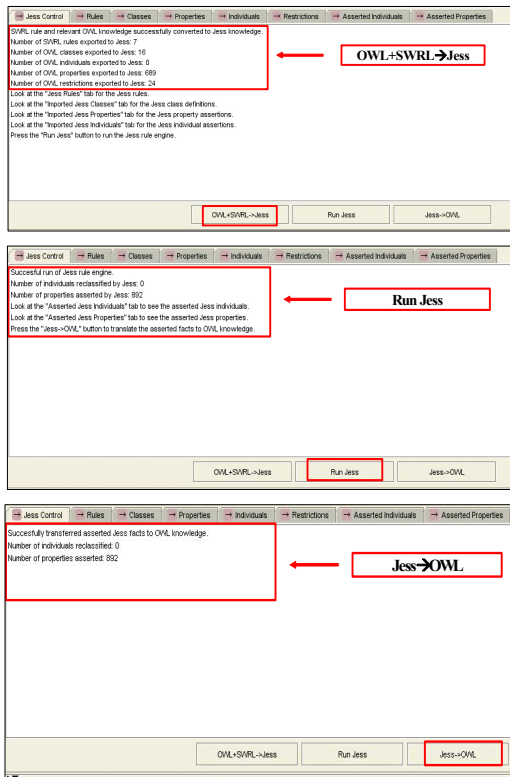 Jess Control → Rules → Classes → Properties → Individuals → Restrictions → Asserted Individuals → Asserted Properties
SWRL rule and relevant OWL knowledge successfully converted to Jess knowledge.
Number of SWRL rules exported to Jess: 7
Number of OWL classes exported to Jess: 16
Number of OWL individuals exported to Jess: 0
Number of OWL properties exported to Jess: 689
Number of OWL restrictions exported to Jess: 24
Look at the "Jess Rules" tab for the Jess rules.
Look at the "Imported Jess Classes" tab for the Jess class definitions.
Look at the "Imported Jess Properties" tab for the Jess property assertions.
Look at the "Imported Jess Individuals" tab for the Jess individual assertions.
Press the "Run Jess" button to run the Jess rule engine.
OWL+SWRL→Jess
OWL+SWRL->Jess Run Jess Jess->OWL
Jess Control → Rules → Classes → Properties → Individuals → Restrictions → Asserted Individuals → Asserted Properties
Succesful run of Jess rule engine.
Number of individuals reclassified by Jess: 0
Number of properties asserted by Jess: 892
Look at the "Asserted Jess Individuals" tab to see the asserted Jess individuals.
Look at the "Asserted Jess Properties" tab to see the asserted Jess properties.
Press the "Jess->OWL" button to translate the asserted facts to OWL knowledge.
Run Jess
OWL+SWRL->Jess Run Jess Jess->OWL
Jess Control → Rules → Classes → Properties → Individuals → Restrictions → Asserted Individuals → Asserted Properties
Succesfully transferred asserted Jess facts to OWL knowledge.
Number of individuals reclassified: 0
Number of properties asserted: 892
Jess→OWL
OWL+SWRL->Jess Run Jess Jess->OWL